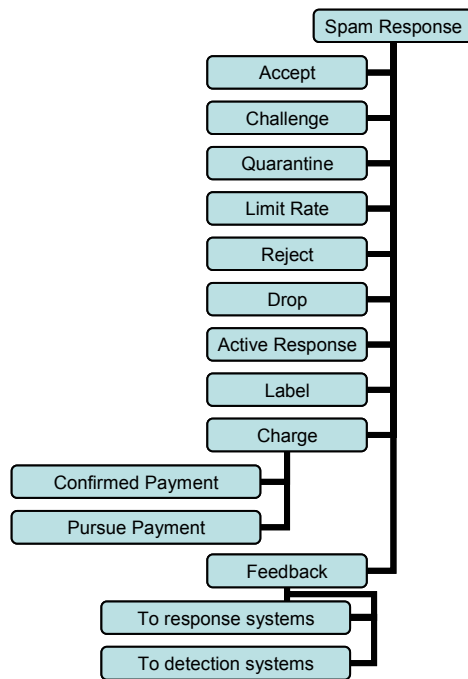 Spam Response
Accept
Challenge
Quarantine
Limit Rate
Reject
Drop
Active Response
Label
Charge
Confirmed Payment
Pursue Payment
Feedback
To response systems
To detection systems